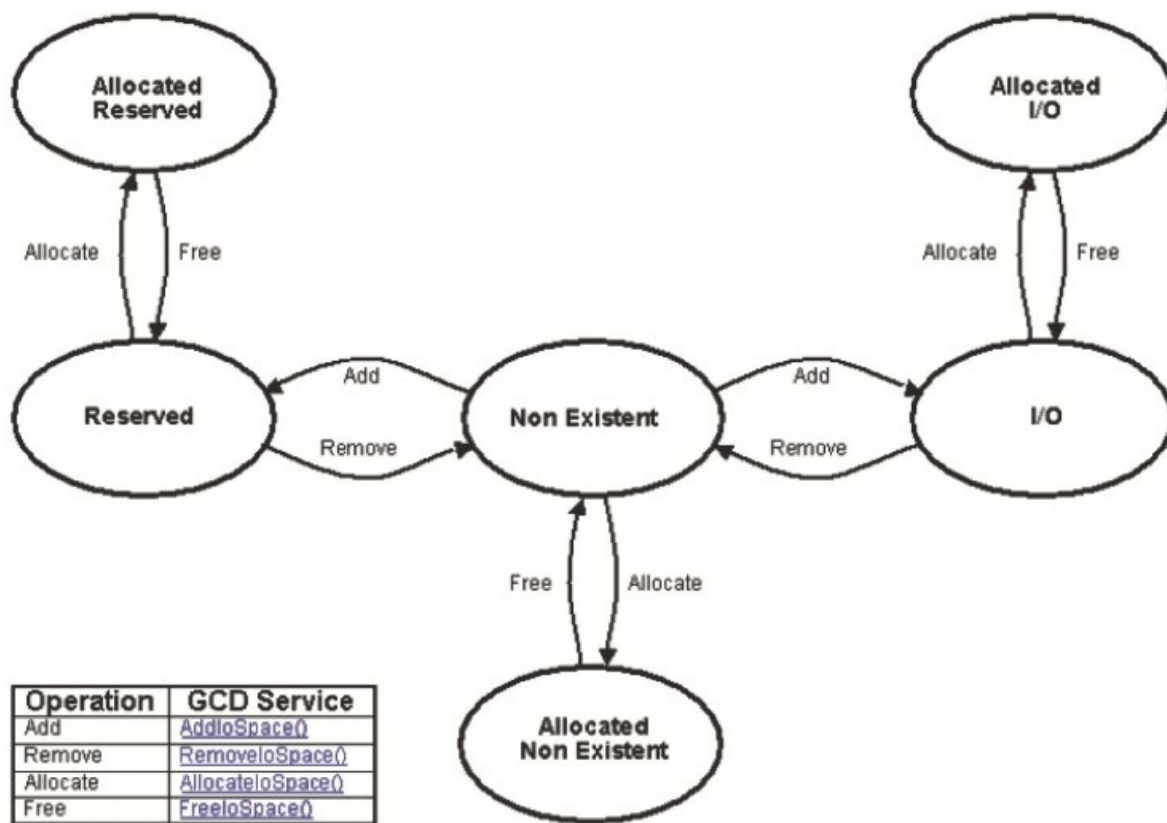 Allocated
Reserved
Allocated
I/O
Allocate
Free
Allocate
Free
Add
Add
Reserved
Non Existent
I/O
Remove
Remove
Free
Allocate
Allocated
Non Existent
Operation GCD Service
Add AddIoSpace()
Remove RemoveIoSpace()
Allocate AllocateIoSpace()
Free FreeIoSpace()